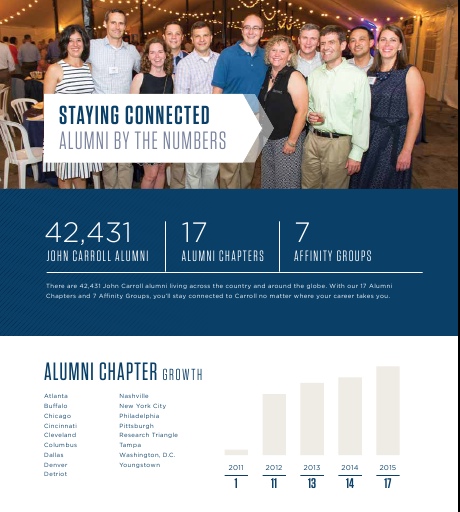 STAYING CONNECTED
ALUMNI BY THE NUMBERS
42,431
JOHN CARROLL ALUMNI
17
ALUMNI CHAPTERS
7
AFFINITY GROUPS
There are 42,431 John Carroll alumni living across the country and around the globe. With our 17 Alumni
Chapters and 7 Affinity Groups, you'll stay connected to Carroll no matter where your career takes you.
ALUMNI CHAPTER GROWTH
Atlanta
Buffalo
Chicago
Cincinnati
Cleveland
Columbus
Dallas
Denver
Detriot
Nashville
New York City
Philadelphia
Pittsburgh
Research Triangle
Tampa
Washington, D.C.
Youngstown
2011 2012 2013 2014 2015
1 11 13 14 17